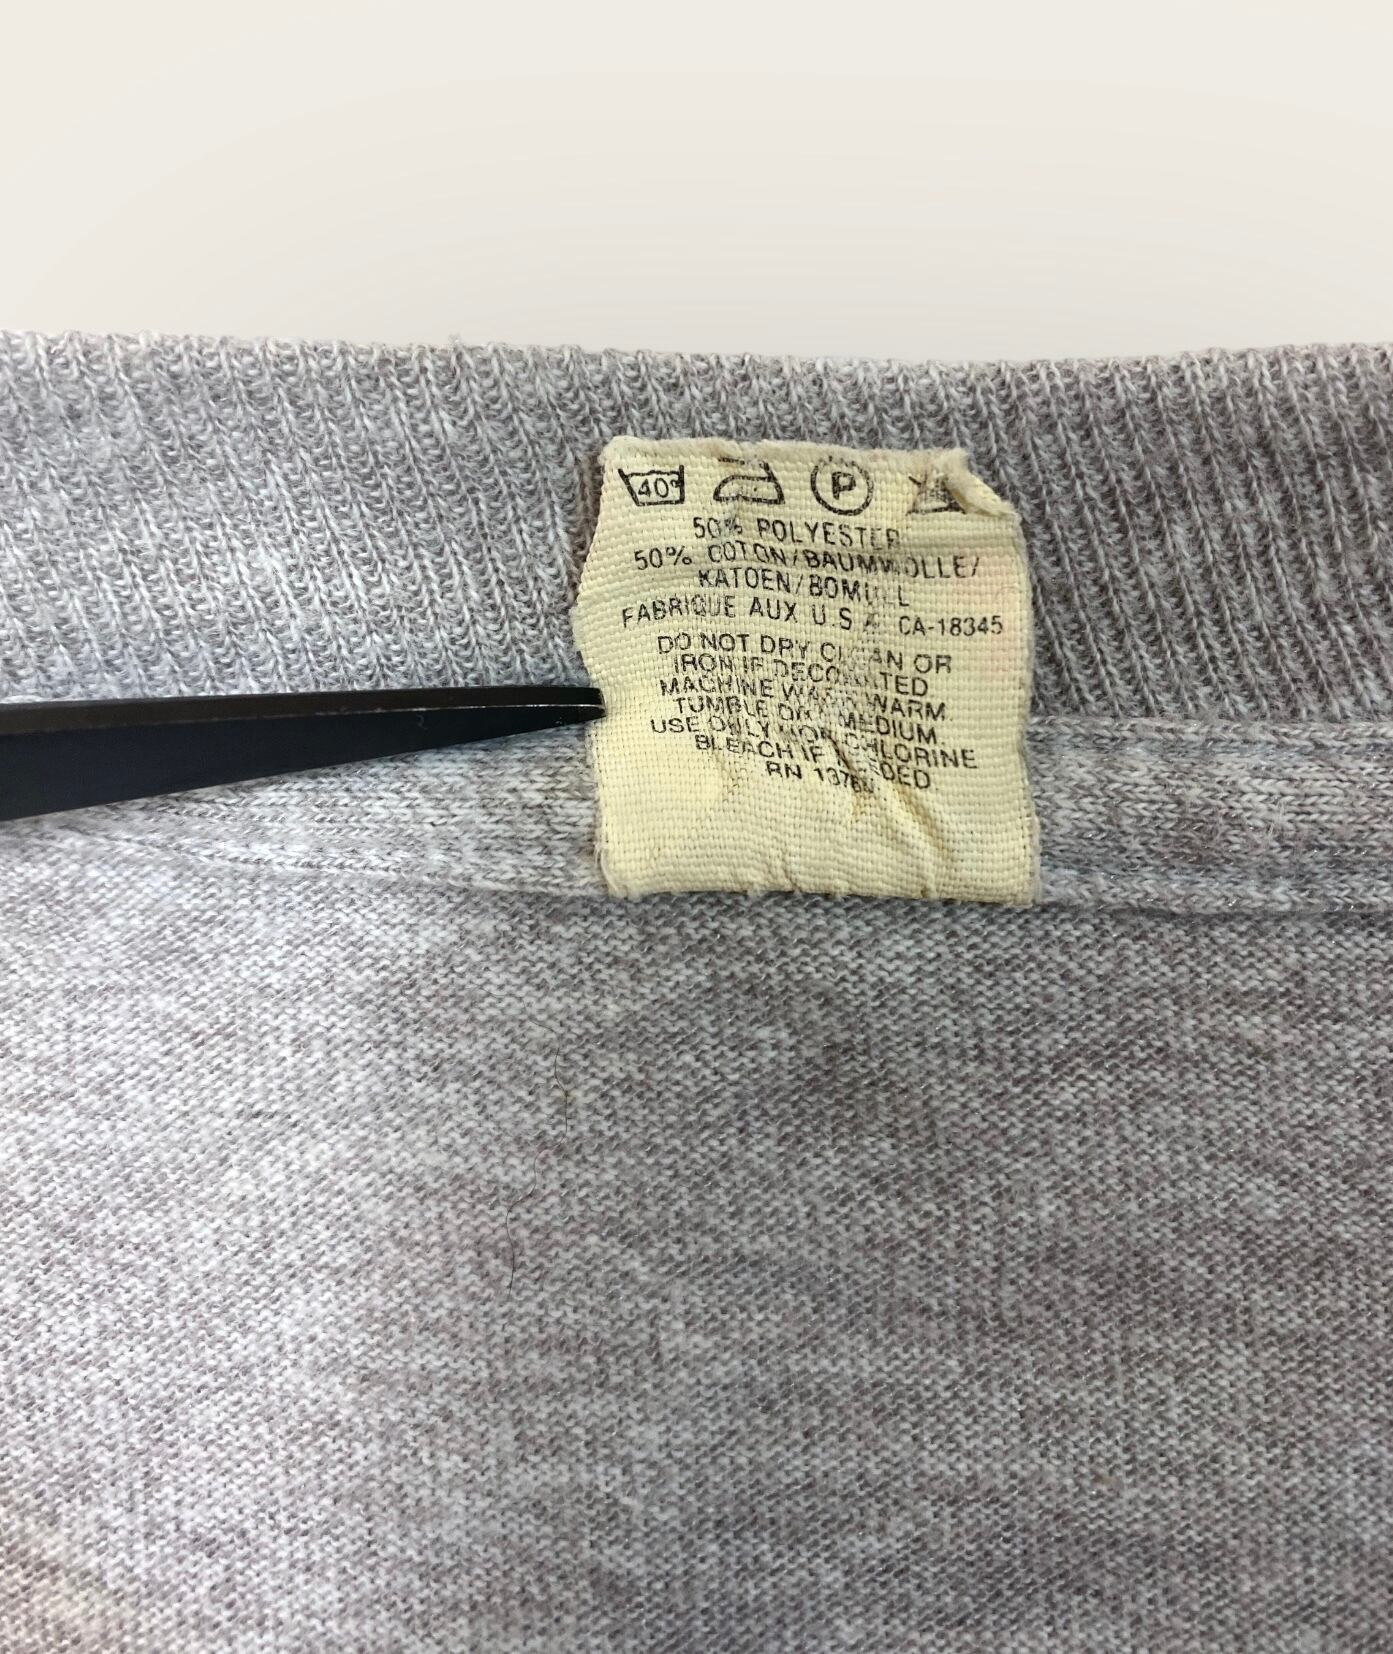 40° P
50% POLYESTER
50% COTON/BAUMWOLLE/
KATOEN/BOMULL
FABRIQUE AUX U.S.A. CA-18345
DO NOT DRY CLEAN OR
IRON IF DECORATED
MACHINE WASH WARM.
TUMBLE DRY MEDIUM
USE ONLY NON CHLORINE
BLEACH IF NEEDED
RN